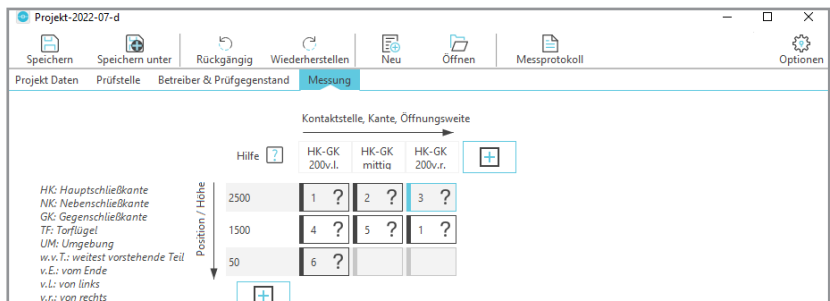 Projekt-2022-07-d
Speichern Speichern unter Rückgängig Wiederherstellen Neu Öffnen Messprotokoll Optionen
Projekt Daten Prüfstelle Betreiber & Prüfgegenstand Messung
Kontaktstelle, Kante, Öffnungsweite
Hilfe ? HK-GK 200v.l. HK-GK mittig HK-GK 200v.r.
Position / Höhe
2500 1 ? 2 ? 3 ?
1500 4 ? 5 ? 1 ?
50 6 ?
HK: Hauptschließkante
NK: Nebenschließkante
GK: Gegenschließkante
TF: Torflügel
UM: Umgebung
w.v.T.: weitest vorstehende Teil
v.E.: vom Ende
v.l.: von links
v.r.: von rechts